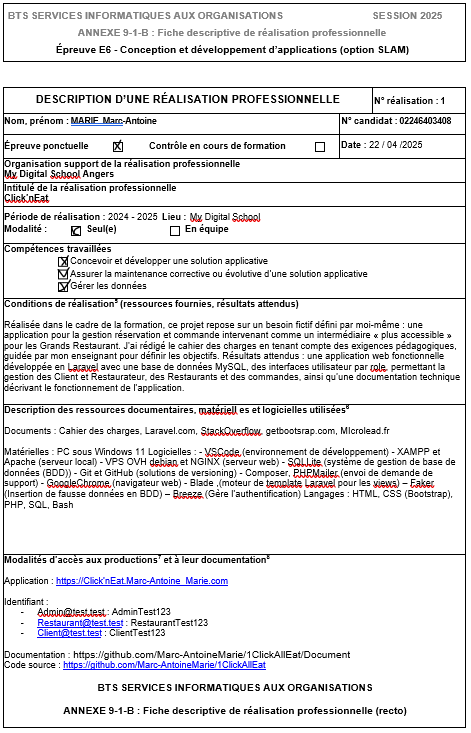 BTS SERVICES INFORMATIQUES AUX ORGANISATIONS SESSION 2025
ANNEXE 9-1-B : Fiche descriptive de réalisation professionnelle
Épreuve E6 - Conception et développement d'applications (option SLAM)
DESCRIPTION D'UNE RÉALISATION PROFESSIONNELLE N° réalisation : 1
Nom, prénom : MARIE Marc-Antoine N° candidat : 02246403408
Épreuve ponctuelle Contrôle en cours de formation Date : 22 / 04 /2025
Organisation support de la réalisation professionnelle
My Digital School Angers
Intitulé de la réalisation professionnelle
Click'nEat
Période de réalisation : 2024 - 2025 Lieu : My Digital School
Modalité : Seul(e) En équipe
Compétences travaillées
Concevoir et développer une solution applicative
Assurer la maintenance corrective ou évolutive d'une solution applicative
Gérer les données
Conditions de réalisation⁵ (ressources fournies, résultats attendus)
Réalisée dans le cadre de la formation, ce projet repose sur un besoin fictif défini par moi-même : une
application pour la gestion réservation et commande intervenant comme un intermédiaire « plus accessible »
pour les Grands Restaurant. J'ai rédigé le cahier des charges en tenant compte des exigences pédagogiques,
guidée par mon enseignant pour définir les objectifs. Résultats attendus : une application web fonctionnelle
développée en Laravel avec une base de données MySQL, des interfaces utilisateur par role, permettant la
gestion des Client et Restaurateur, des Restaurants et des commandes, ainsi qu'une documentation technique
décrivant le fonctionnement de l'application.
Description des ressources documentaires, matériell es et logicielles utilisées⁶
Documents : Cahier des charges, Laravel.com, StackOverflow, getbootsrap.com, MIcrolead.fr
Matérielles : PC sous Windows 11 Logicielles : - VSCode (environnement de développement) - XAMPP et
Apache (serveur local) - VPS OVH debian et NGINX (serveur web) - SQLLite (système de gestion de base de
données (BDD)) - Git et GitHub (solutions de versioning) - Composer, PHPMailer (envoi de demande de
support) - GoogleChrome (navigateur web) - Blade ,(moteur de template Laravel pour les views) – Faker
(Insertion de fausse données en BDD) – Breeze (Gère l'authentification) Langages : HTML, CSS (Bootstrap),
PHP, SQL, Bash
Modalités d'accès aux productions⁷ et à leur documentation⁸
Application : https://Click'nEat.Marc-Antoine_Marie.com
Identifiant :
- Admin@test.test : AdminTest123
- Restaurant@test.test : RestaurantTest123
- Client@test.test : ClientTest123
Documentation : https://github.com/Marc-AntoineMarie/1ClickAllEat/Document
Code source : https://github.com/Marc-AntoineMarie/1ClickAllEat
BTS SERVICES INFORMATIQUES AUX ORGANISATIONS
ANNEXE 9-1-B : Fiche descriptive de réalisation professionnelle (recto)